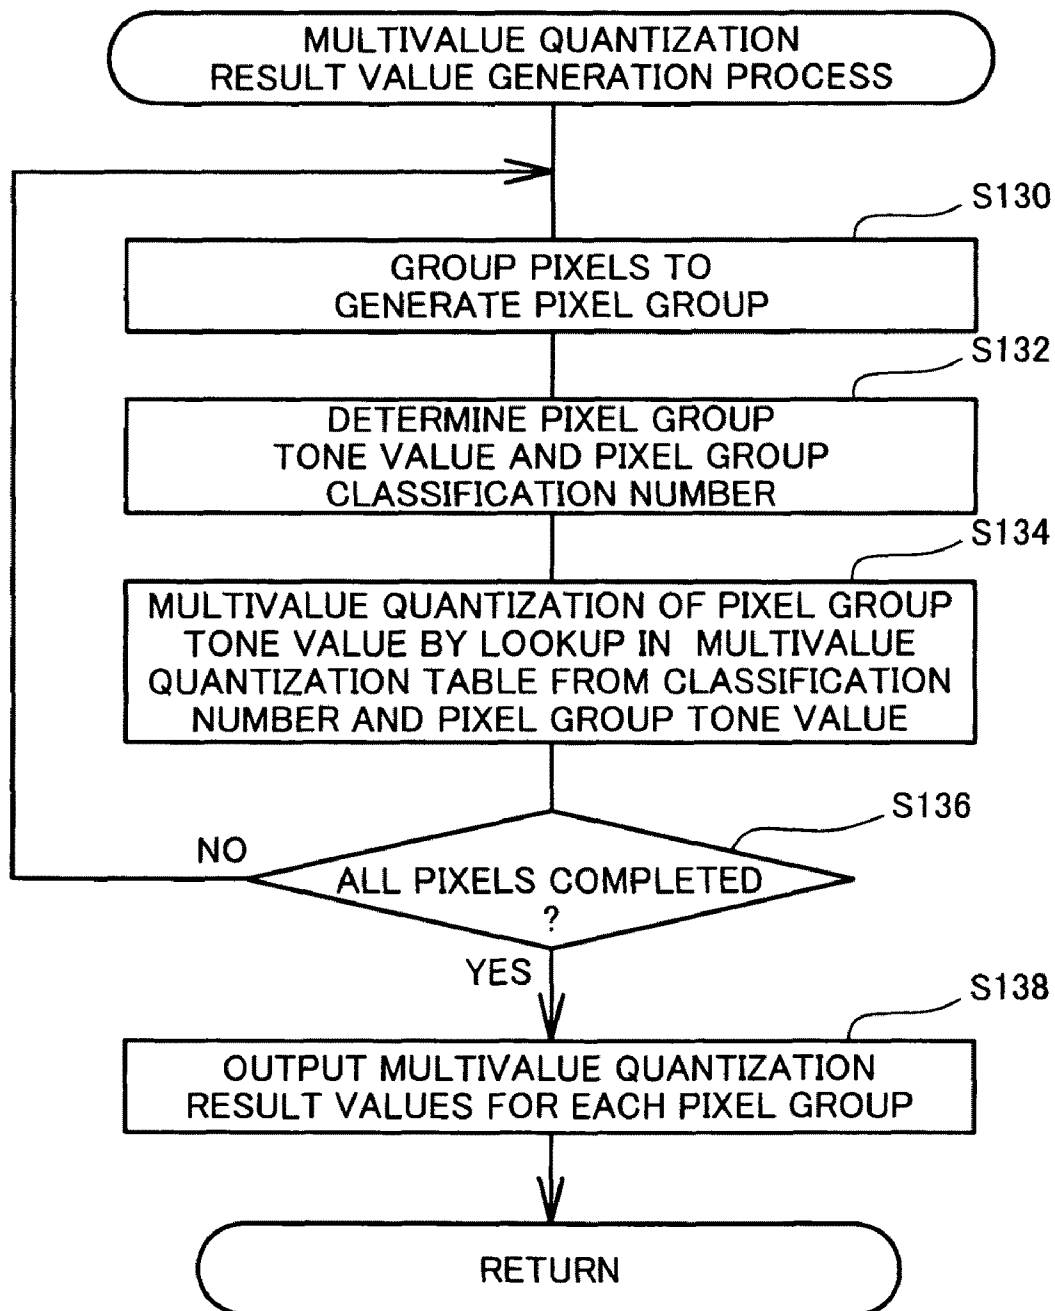 MULTIVALUE QUANTIZATION
RESULT VALUE GENERATION PROCESS
S130
GROUP PIXELS TO
GENERATE PIXEL GROUP
S132
DETERMINE PIXEL GROUP
TONE VALUE AND PIXEL GROUP
CLASSIFICATION NUMBER
S134
MULTIVALUE QUANTIZATION OF PIXEL GROUP
TONE VALUE BY LOOKUP IN MULTIVALUE
QUANTIZATION TABLE FROM CLASSIFICATION
NUMBER AND PIXEL GROUP TONE VALUE
S136
NO
ALL PIXELS COMPLETED
?
YES
S138
OUTPUT MULTIVALUE QUANTIZATION
RESULT VALUES FOR EACH PIXEL GROUP
RETURN